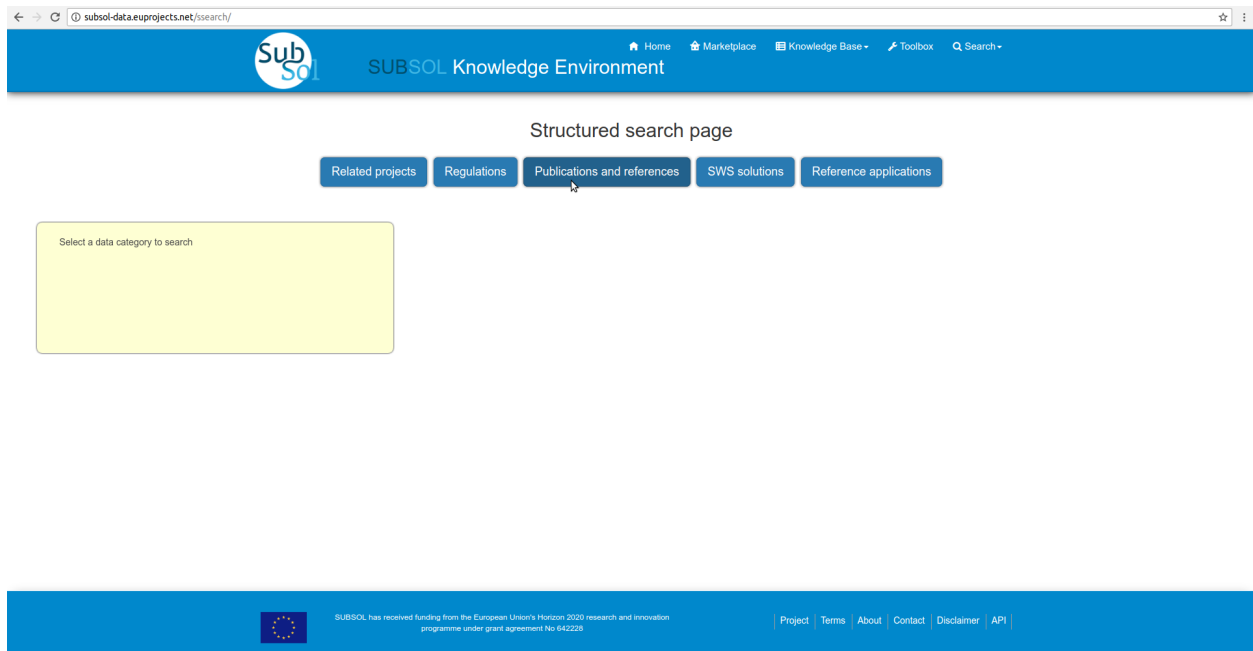 subsol-data.euprojects.net/ssearch/
Sub
Sol
Home Marketplace Knowledge Base Toolbox Search
SUBSOL Knowledge Environment
Structured search page
Related projects Regulations Publications and references SWS solutions Reference applications
Select a data category to search
SUBSOL has received funding from the European Union's Horizon 2020 research and innovation
programme under grant agreement No 642228
Project Terms About Contact Disclaimer API